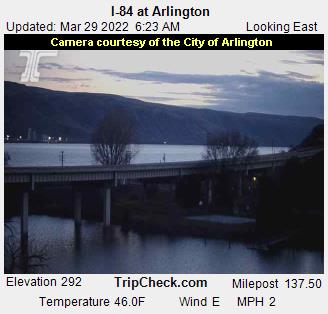 I-84 at Arlington
Updated: Mar 29 2022 6:23 AM Looking East
Camera courtesy of the City of Arlington
Elevation 292 TripCheck.com Milepost 137.50
Temperature 46.0F Wind E MPH 2